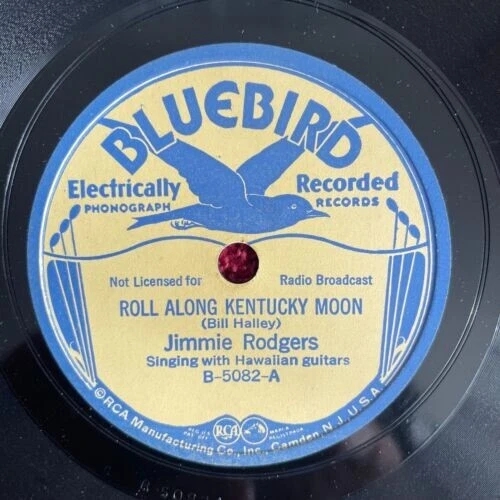 BLUEBIRD
Electrically Recorded
PHONOGRAPH RECORDS
Not Licensed for Radio Broadcast
ROLL ALONG KENTUCKY MOON
(Bill Halley)
Jimmie Rodgers
Singing with Hawaiian guitars
B-5082-A
RCA
©RCA Manufacturing Co., Inc., Camden, N.J., U.S.A.